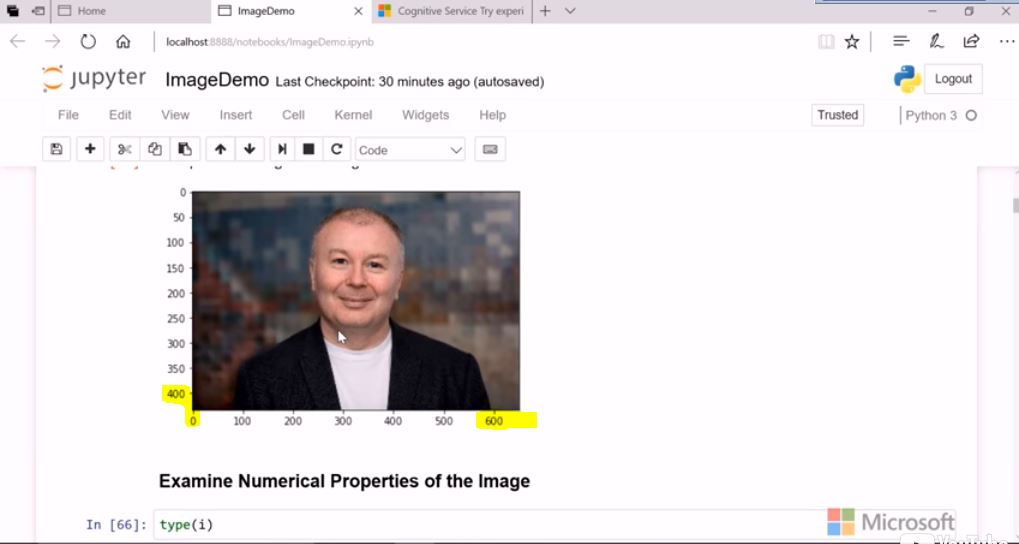 Home ImageDemo Cognitive Service Try experi
localhost:8888/notebooks/ImageDemo.ipynb
jupyter ImageDemo Last Checkpoint: 30 minutes ago (autosaved) Logout
File Edit View Insert Cell Kernel Widgets Help Trusted Python 3
Code
0
50
100
150
200
250
300
350
400
0 100 200 300 400 500 600
Examine Numerical Properties of the Image
In [66]: type(i)
Microsoft